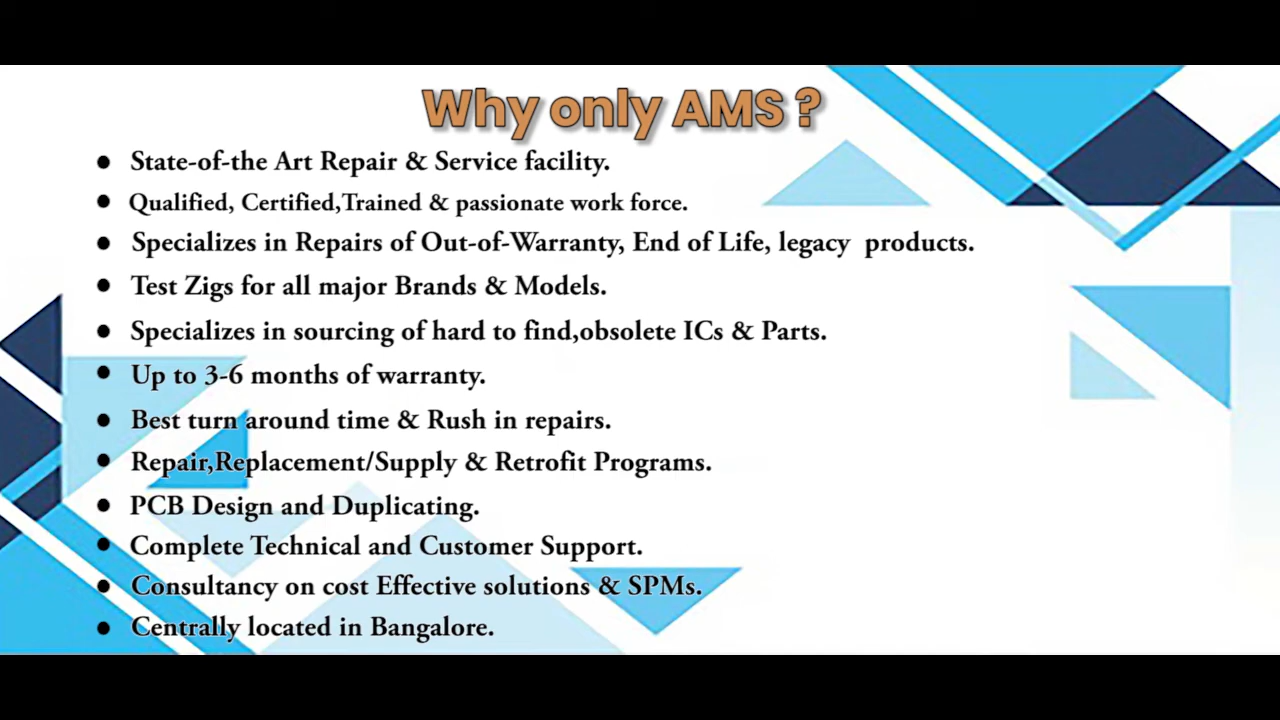 Why only AMS ?
● State-of-the Art Repair & Service facility.
● Qualified, Certified,Trained & passionate work force.
● Specializes in Repairs of Out-of-Warranty, End of Life, legacy  products.
● Test Zigs for all major Brands & Models.
● Specializes in sourcing of hard to find,obsolete ICs & Parts.
● Up to 3-6 months of warranty.
● Best turn around time & Rush in repairs.
● Repair,Replacement/Supply & Retrofit Programs.
● PCB Design and Duplicating.
● Complete Technical and Customer Support.
● Consultancy on cost Effective solutions & SPMs.
● Centrally located in Bangalore.